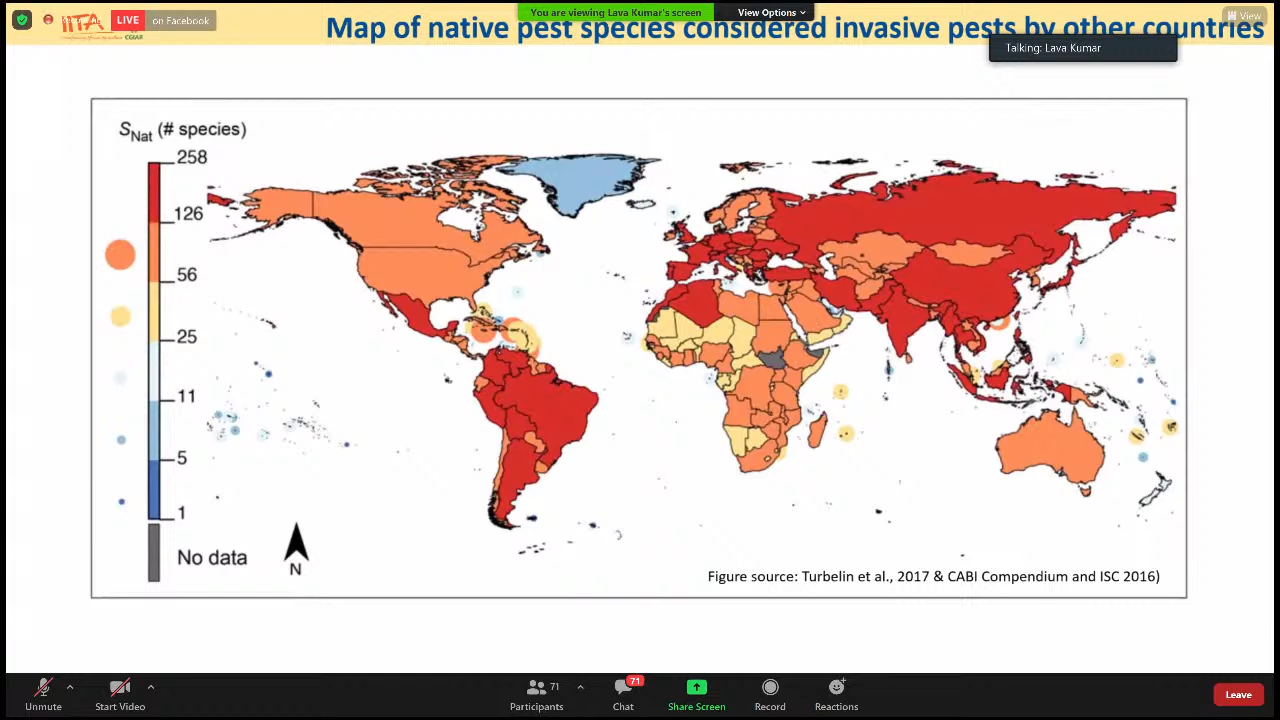 LIVE on Facebook
You are viewing Lava Kumar's screen
View Options
View
IITA
CGIAR
Map of native pest species considered invasive pests by other countries
Talking: Lava Kumar
SNat (# species)
258
126
56
25
11
5
1
No data
N
Figure source: Turbelin et al., 2017 & CABI Compendium and ISC 2016)
71
71
Unmute
Start Video
Participants
Chat
Share Screen
Record
Reactions
Leave